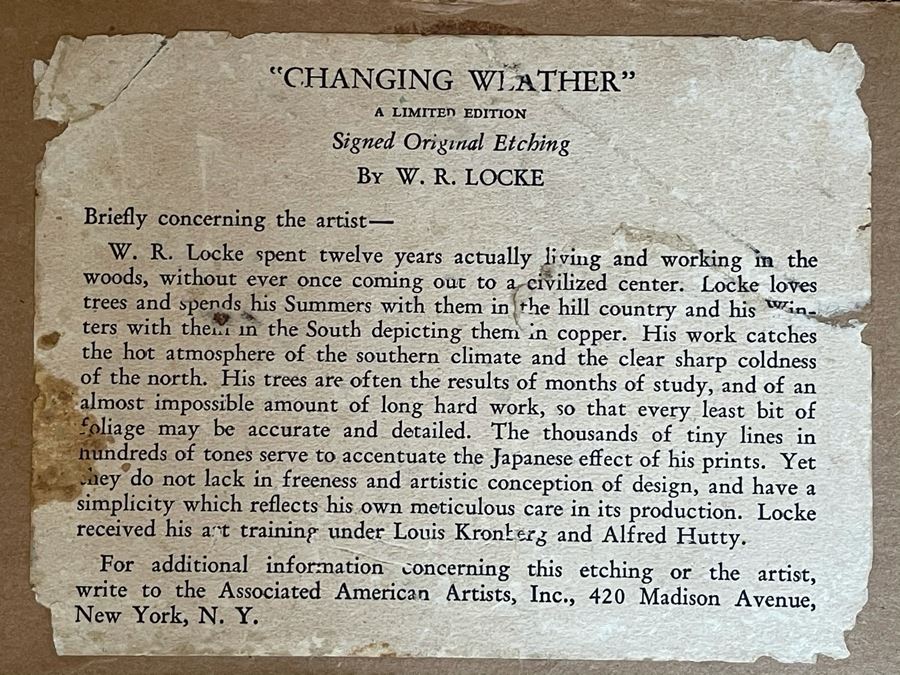 "CHANGING WEATHER"
A LIMITED EDITION
Signed Original Etching
By W. R. LOCKE
Briefly concerning the artist—
W. R. Locke spent twelve years actually living and working in the
woods, without ever once coming out to a civilized center. Locke loves
trees and spends his Summers with them in the hill country and his Win-
ters with them in the South depicting them in copper. His work catches
the hot atmosphere of the southern climate and the clear sharp coldness
of the north. His trees are often the results of months of study, and of an
almost impossible amount of long hard work, so that every least bit of
foliage may be accurate and detailed. The thousands of tiny lines in
hundreds of tones serve to accentuate the Japanese effect of his prints. Yet
they do not lack in freeness and artistic conception of design, and have a
simplicity which reflects his own meticulous care in its production. Locke
received his art training under Louis Kronberg and Alfred Hutty.
For additional information concerning this etching or the artist,
write to the Associated American Artists, Inc., 420 Madison Avenue,
New York, N. Y.